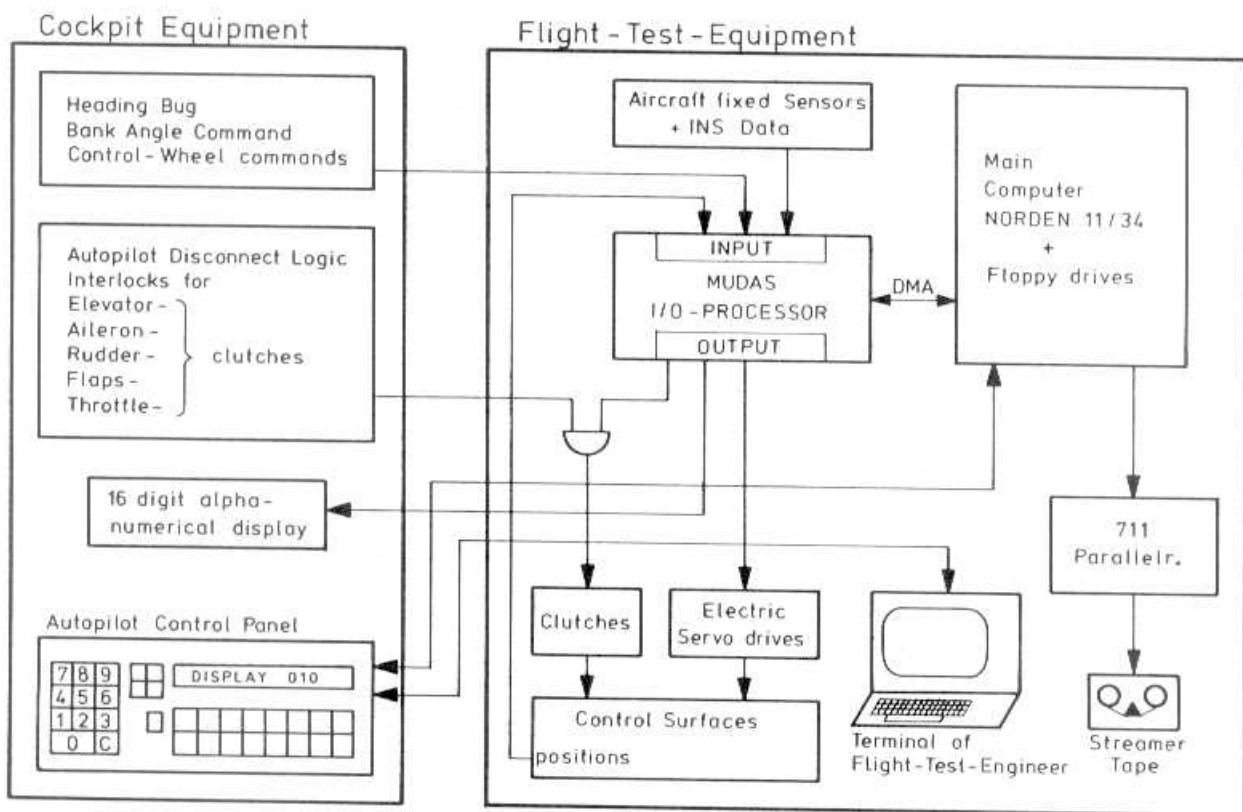 Cockpit Equipment
Heading Bug
Bank Angle Command
Control-Wheel commands
Autopilot Disconnect Logic
Interlocks for
Elevator-
Aileron-
Rudder-
Flaps-
Throttle-
clutches
16 digit alpha-
numerical display
Autopilot Control Panel
7 8 9
4 5 6
1 2 3
0 C
DISPLAY 010
Flight-Test-Equipment
Aircraft fixed Sensors
+ INS Data
INPUT
MUDAS
I/O-PROCESSOR
OUTPUT
DMA
Main
Computer
NORDEN 11/34
+
Floppy drives
Clutches
Electric
Servo drives
Control Surfaces
positions
Terminal of
Flight-Test-Engineer
711
Parallelr.
Streamer
Tape